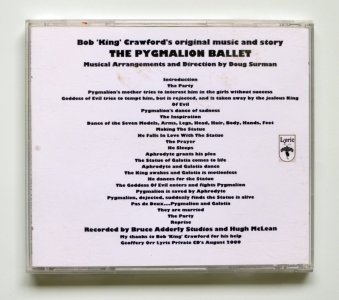 Bob 'King' Crawford's original music and story
THE PYGMALION BALLET
Musical Arrangements and Direction by Doug Surman
Introduction
The Party
Pygmalion's mother tries to interest him in the girls without success
Goddess of Evil tries to tempt him, but is rejected, and is taken away by the jealous King
Of Evil
Pygmalion's dance of sadness
The Inspiration
Dance of the Seven Models, Arms, Legs, Head, Hair, Body, Hands, Feet
Making The Statue
He Falls In Love With The Statue
The Prayer
He Sleeps
Aphrodyte grants his plea
The Statue of Galatia comes to life
Aphrodyte and Galatia dance
The King awakes and Galatia is motionless
He dances for the Statue
The Goddess Of Evil enters and fights Pygmalion
Pygmalion is saved by Aphrodyte
Pygmalion, dejected, suddenly finds the Statue is alive
Pas de Deux....Pygmalion and Galatia
They are married
The Party
Reprise
Recorded by Bruce Adderly Studios and Hugh McLean
My thanks to Bob 'King' Crawford for his help
Geoffery Orr Lyric Private CD's August 2009
Lyric